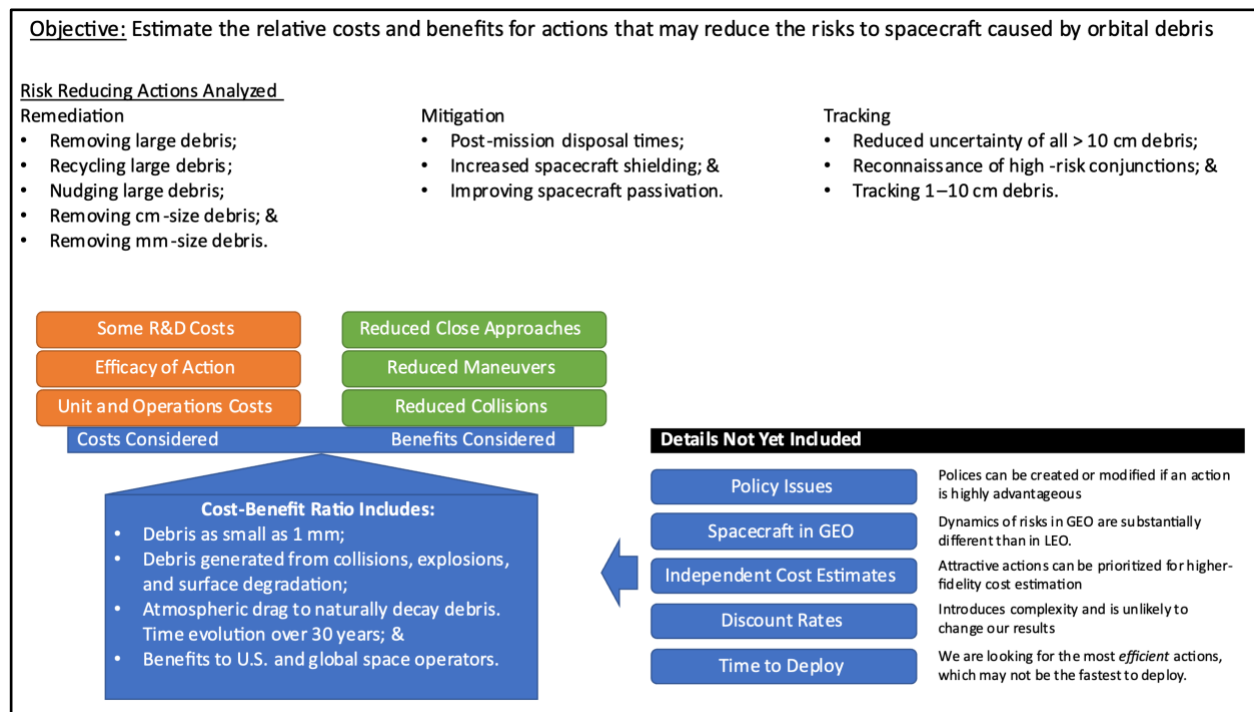 Objective: Estimate the relative costs and benefits for actions that may reduce the risks to spacecraft caused by orbital debris
Risk Reducing Actions Analyzed
Remediation
• Removing large debris;
• Recycling large debris;
• Nudging large debris;
• Removing cm-size debris; &
• Removing mm-size debris.
Mitigation
• Post-mission disposal times;
• Increased spacecraft shielding; &
• Improving spacecraft passivation.
Tracking
• Reduced uncertainty of all > 10 cm debris;
• Reconnaissance of high -risk conjunctions; &
• Tracking 1–10 cm debris.
Some R&D Costs
Efficacy of Action
Unit and Operations Costs
Costs Considered
Reduced Close Approaches
Reduced Maneuvers
Reduced Collisions
Benefits Considered
Cost-Benefit Ratio Includes:
• Debris as small as 1 mm;
• Debris generated from collisions, explosions,
and surface degradation;
• Atmospheric drag to naturally decay debris.
Time evolution over 30 years; &
• Benefits to U.S. and global space operators.
Details Not Yet Included
Policy Issues
Polices can be created or modified if an action
is highly advantageous
Spacecraft in GEO
Dynamics of risks in GEO are substantially
different than in LEO.
Independent Cost Estimates
Attractive actions can be prioritized for higher-
fidelity cost estimation
Discount Rates
Introduces complexity and is unlikely to
change our results
Time to Deploy
We are looking for the most efficient actions,
which may not be the fastest to deploy.